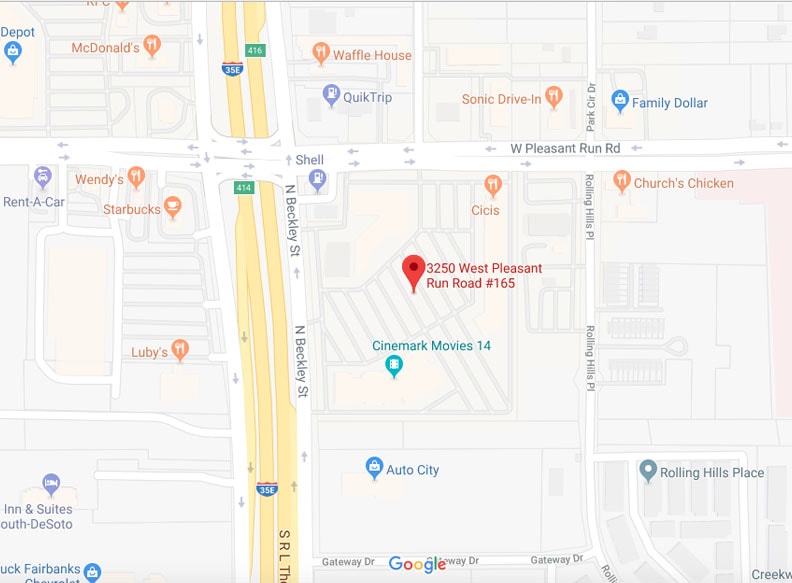 RFC
Depot
McDonald's
416
35E
Waffle House
QuikTrip
Sonic Drive-In
Park Cir Dr
Family Dollar
W Pleasant Run Rd
Shell
Rent-A-Car
Wendy's
Starbucks
414
N Beckley St
Cicis
Rolling Hills Pl
Church's Chicken
3250 West Pleasant
Run Road #165
Luby's
Cinemark Movies 14
N Beckley St
Rolling Hills Pl
Auto City
35E
Rolling Hills Place
Inn & Suites
outh-DeSoto
uck Fairbanks
Chevrolet
S R L Th
Gateway Dr
Google
Gateway Dr
Gateway Dr
Rolli
Creekw